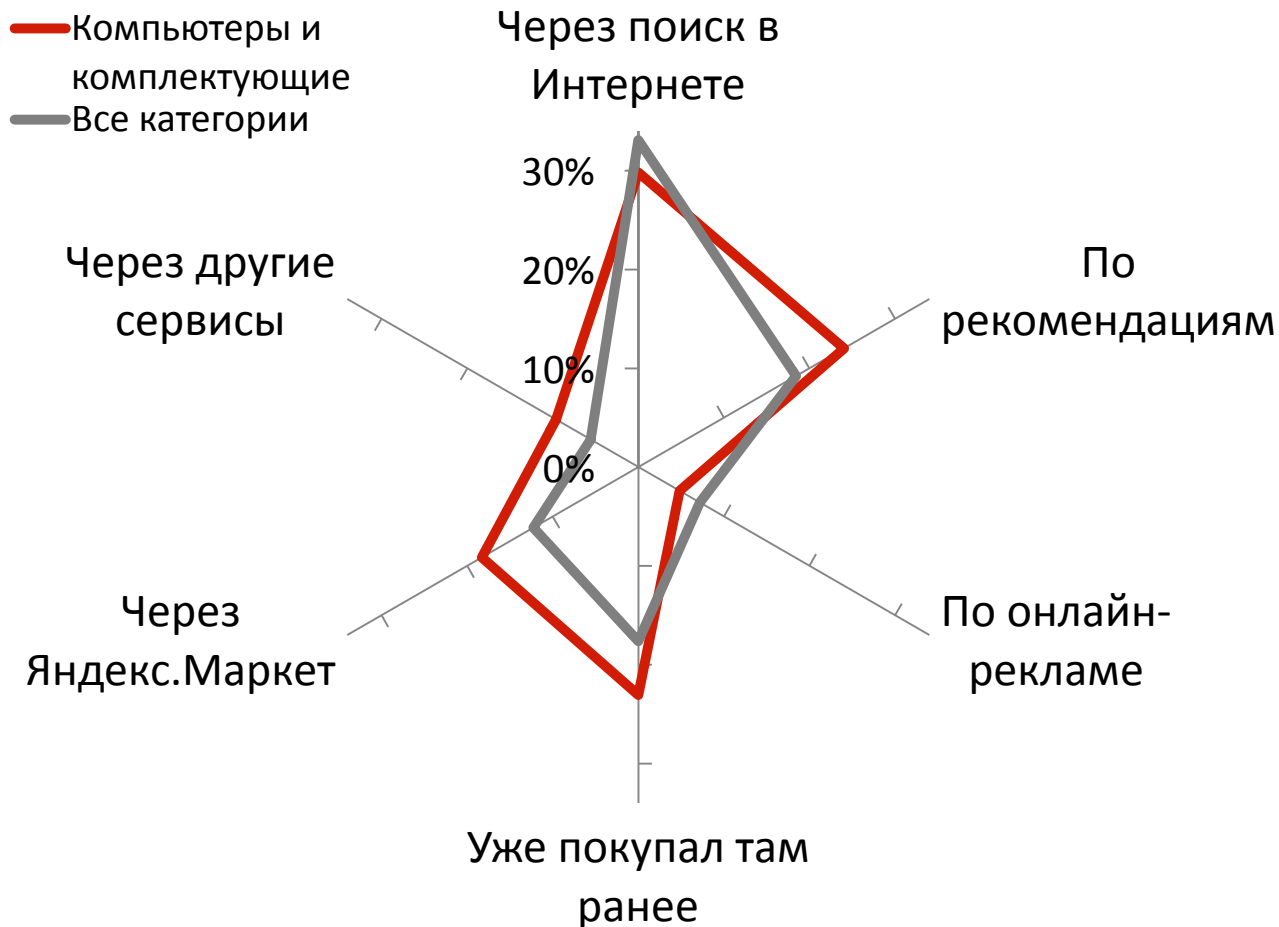 Компьютеры и
комплектующие
Все категории
Через поиск в
Интернете
30%
20%
10%
0%
По
рекомендациям
По онлайн-
рекламе
Уже покупал там
ранее
Через
Яндекс.Маркет
Через другие
сервисы